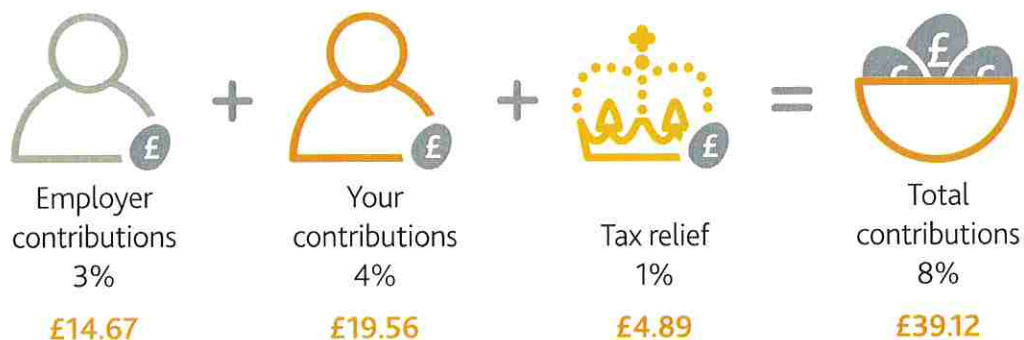 £
+
£
+
£
=
£ £ £
Employer
contributions
3%
£14.67
Your
contributions
4%
£19.56
Tax relief
1%
£4.89
Total
contributions
8%
£39.12